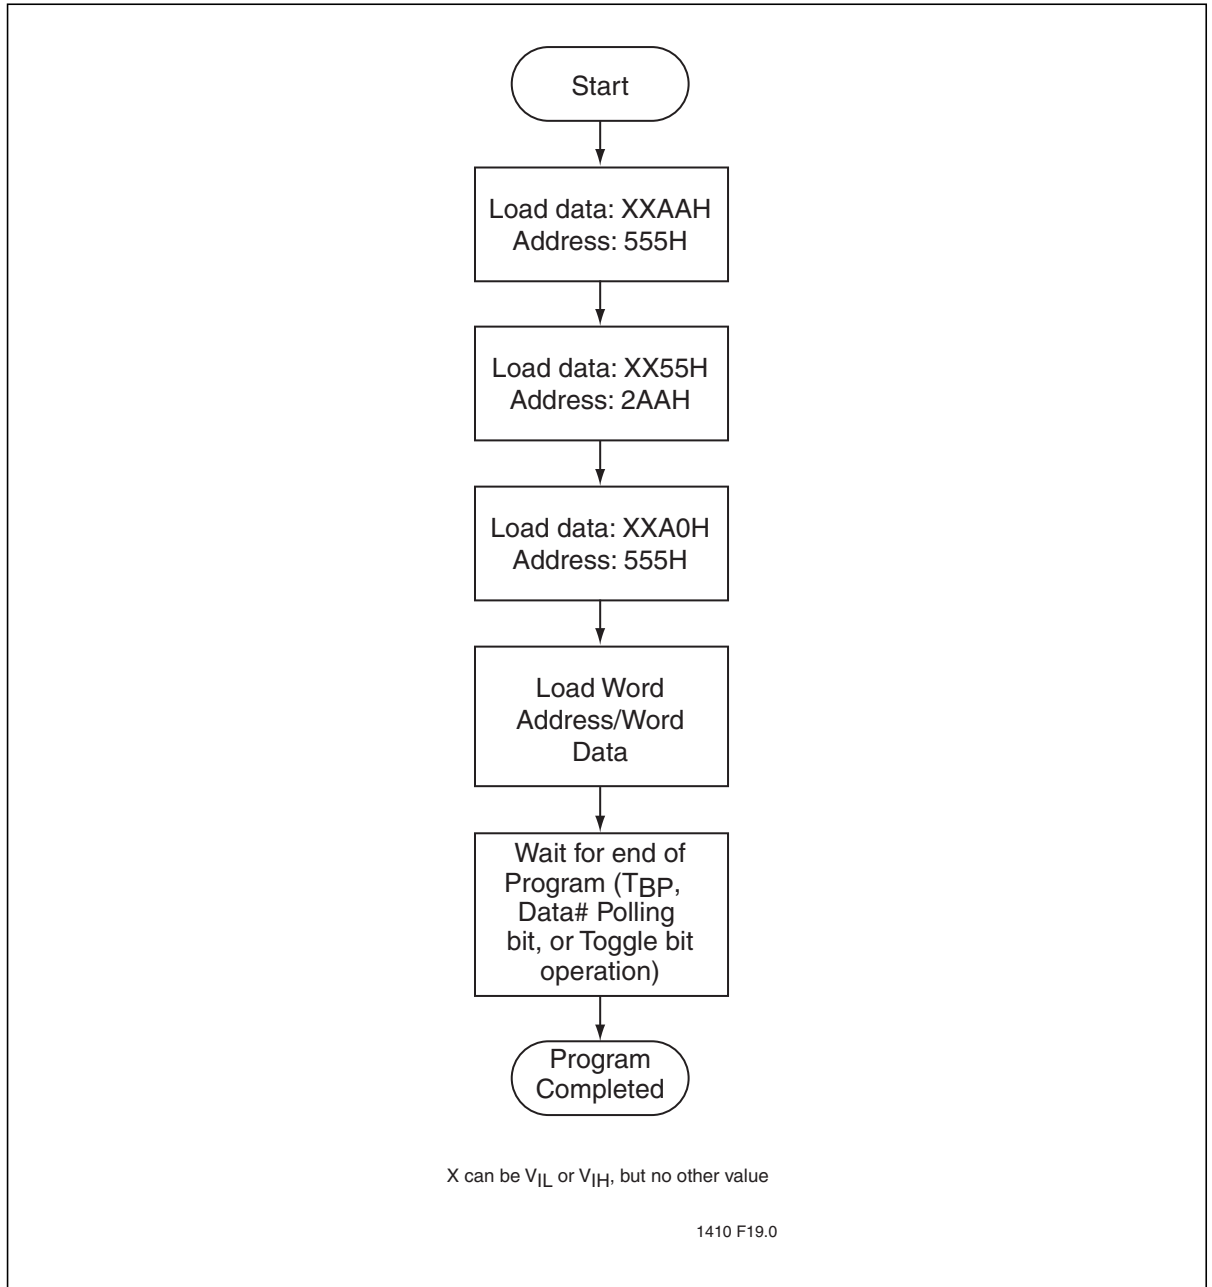 Start
Load data: XXAAH
Address: 555H
Load data: XX55H
Address: 2AAH
Load data: XXA0H
Address: 555H
Load Word
Address/Word
Data
Wait for end of
Program (TBP,
Data# Polling
bit, or Toggle bit
operation)
Program
Completed
X can be VIL or VIH, but no other value
1410 F19.0